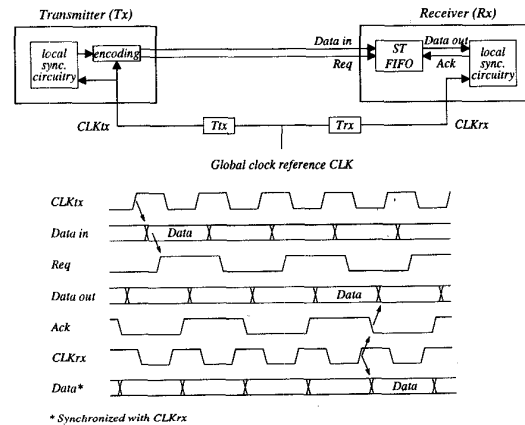 Transmitter (Tx)
Receiver (Rx)
local
sync.
circuitry
encoding
Data in
Req
ST
FIFO
Data out
Ack
local
sync.
circuitry
CLKtx
Ttx
Trx
CLKrx
Global clock reference CLK
CLKtx
Data in
Data
Req
Data out
Data
Ack
CLKrx
Data*
Data
* Synchronized with CLKrx